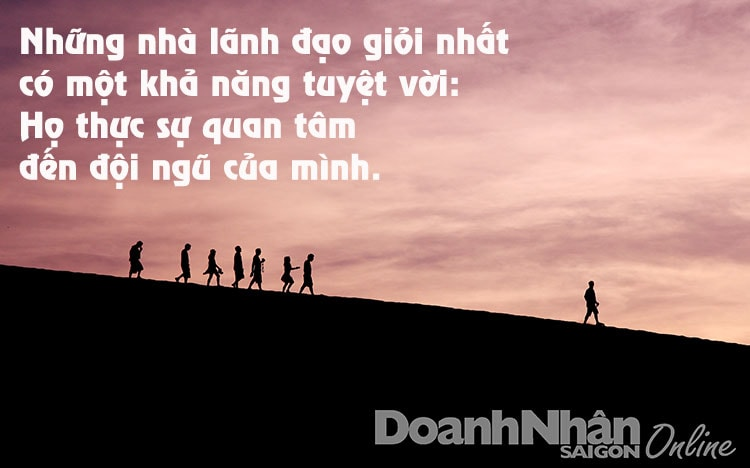 Những nhà lãnh đạo giỏi nhất
có một khả năng tuyệt vời:
Họ thực sự quan tâm
đến đội ngũ của mình.
DoanhNhân
SAIGON Online